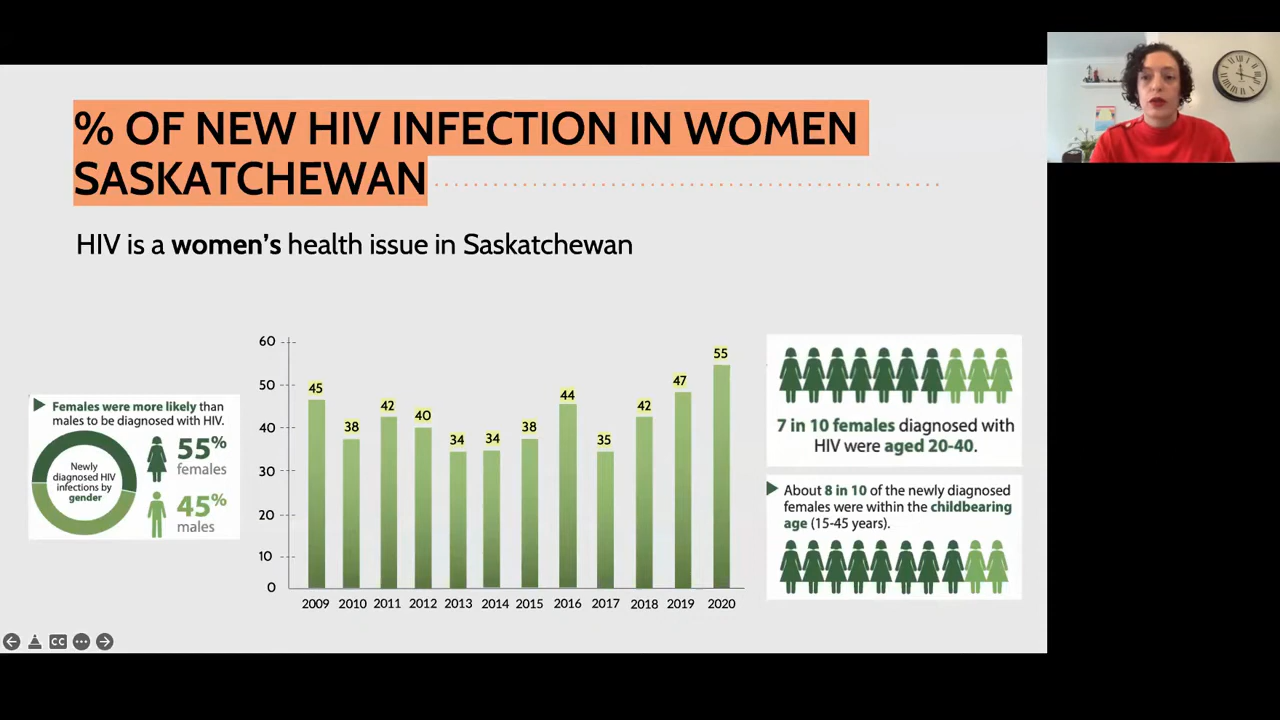 % OF NEW HIV INFECTION IN WOMEN
SASKATCHEWAN
HIV is a women's health issue in Saskatchewan
Females were more likely than
males to be diagnosed with HIV.
Newly
diagnosed HIV
infections by
gender
55%
females
45%
males
60
50
40
30
20
10
0
45
38
42
40
34
34
38
44
35
42
47
55
2009
2010
2011
2012
2013
2014
2015
2016
2017
2018
2019
2020
7 in 10 females diagnosed with
HIV were aged 20-40.
About 8 in 10 of the newly diagnosed
females were within the childbearing
age (15-45 years).
CC